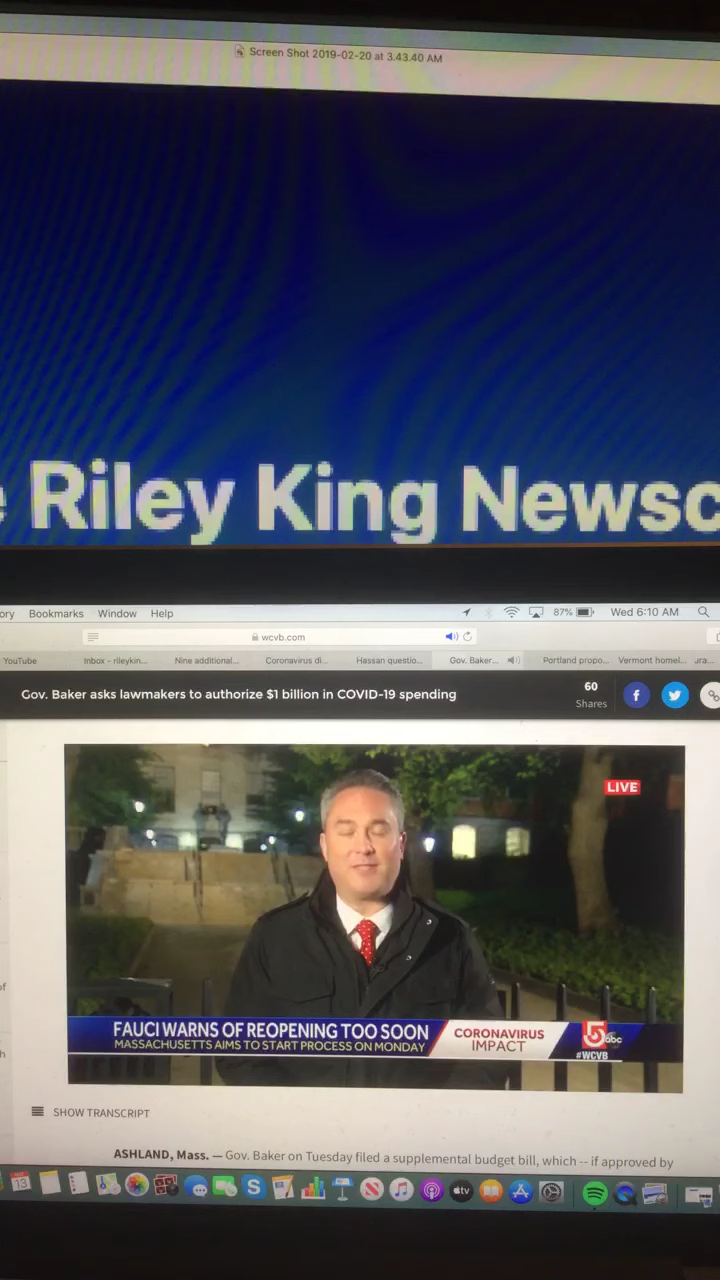 Screen Shot 2019-02-20 at 3.43.40 AM
Riley King Newsc
ory Bookmarks Window Help 87% Wed 6:10 AM
wcvb.com
YouTube Inbox - rileykin... Nine additional... Coronavirus di... Hassan questio... Gov. Baker... Portland propo... Vermont homel... ura...
Gov. Baker asks lawmakers to authorize $1 billion in COVID-19 spending
60
Shares
LIVE
FAUCI WARNS OF REOPENING TOO SOON
MASSACHUSETTS AIMS TO START PROCESS ON MONDAY
CORONAVIRUS
IMPACT
5 abc
#WCVB
SHOW TRANSCRIPT
ASHLAND, Mass. — Gov. Baker on Tuesday filed a supplemental budget bill, which -- if approved by
of
h
13
tv